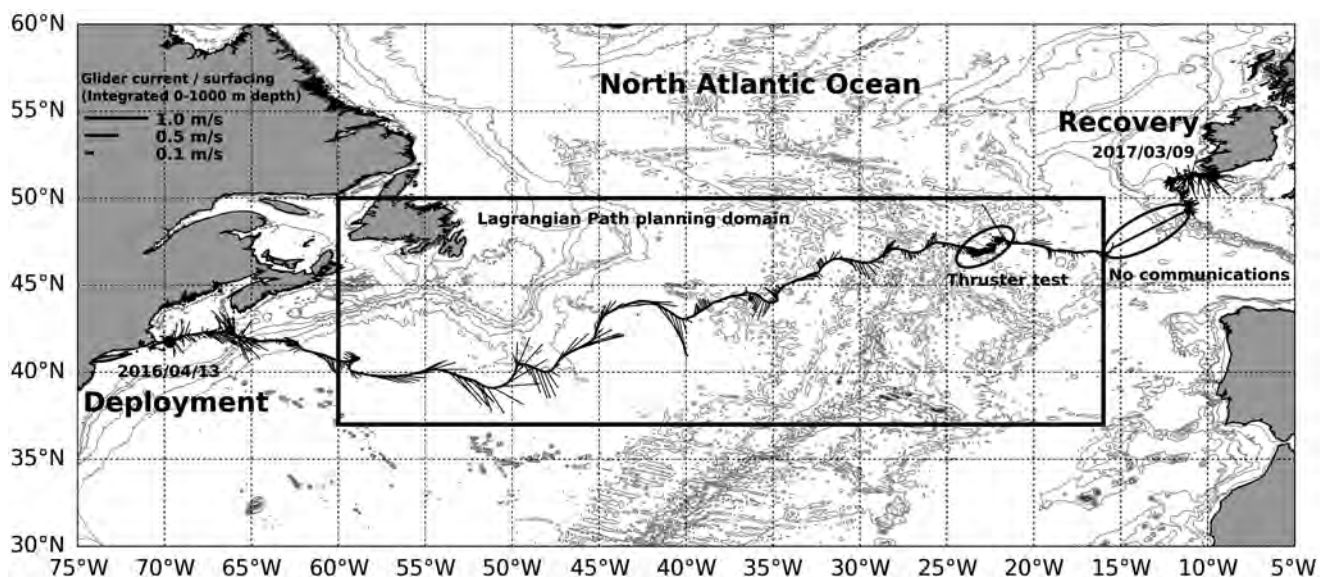 60°N
55°N
50°N
45°N
40°N
35°N
30°N
Glider current / surfacing
(Integrated 0-1000 m depth)
1.0 m/s
0.5 m/s
0.1 m/s
North Atlantic Ocean
Recovery
2017/03/09
Lagrangian Path planning domain
Thruster test
No communications
2016/04/13
Deployment
75°W 70°W 65°W 60°W 55°W 50°W 45°W 40°W 35°W 30°W 25°W 20°W 15°W 10°W 5°W